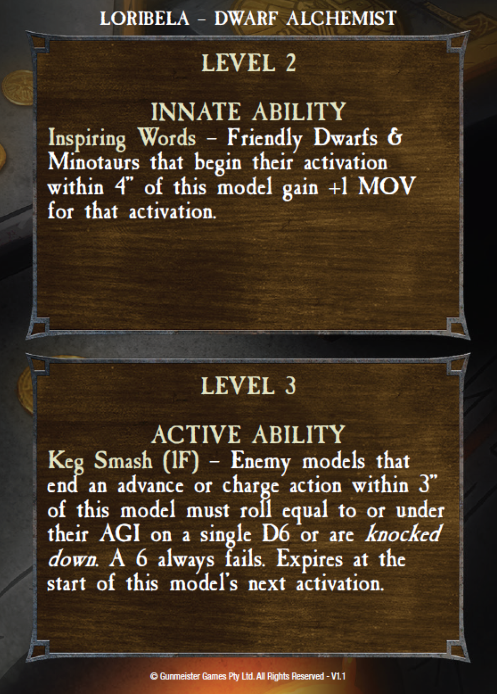 LORIBELA – DWARF ALCHEMIST
LEVEL 2
INNATE ABILITY
Inspiring Words – Friendly Dwarfs &
Minotaurs that begin their activation
within 4" of this model gain +1 MOV
for that activation.
LEVEL 3
ACTIVE ABILITY
Keg Smash (1F) – Enemy models that
end an advance or charge action within 3"
of this model must roll equal to or under
their AGI on a single D6 or are knocked
down. A 6 always fails. Expires at the
start of this model's next activation.
© Gunmeister Games Pty Ltd. All Rights Reserved - V1.1